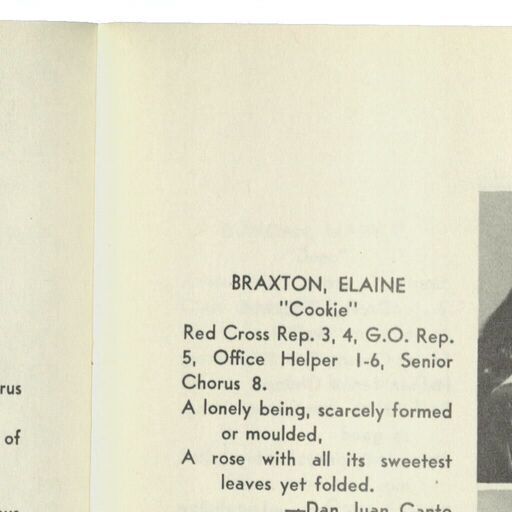 BRAXTON, ELAINE
"Cookie"
Red Cross Rep. 3, 4, G.O. Rep.
5, Office Helper 1-6, Senior
Chorus 8.
A lonely being, scarcely formed
or moulded,
A rose with all its sweetest
leaves yet folded.
—Don Juan Canto
rus
of